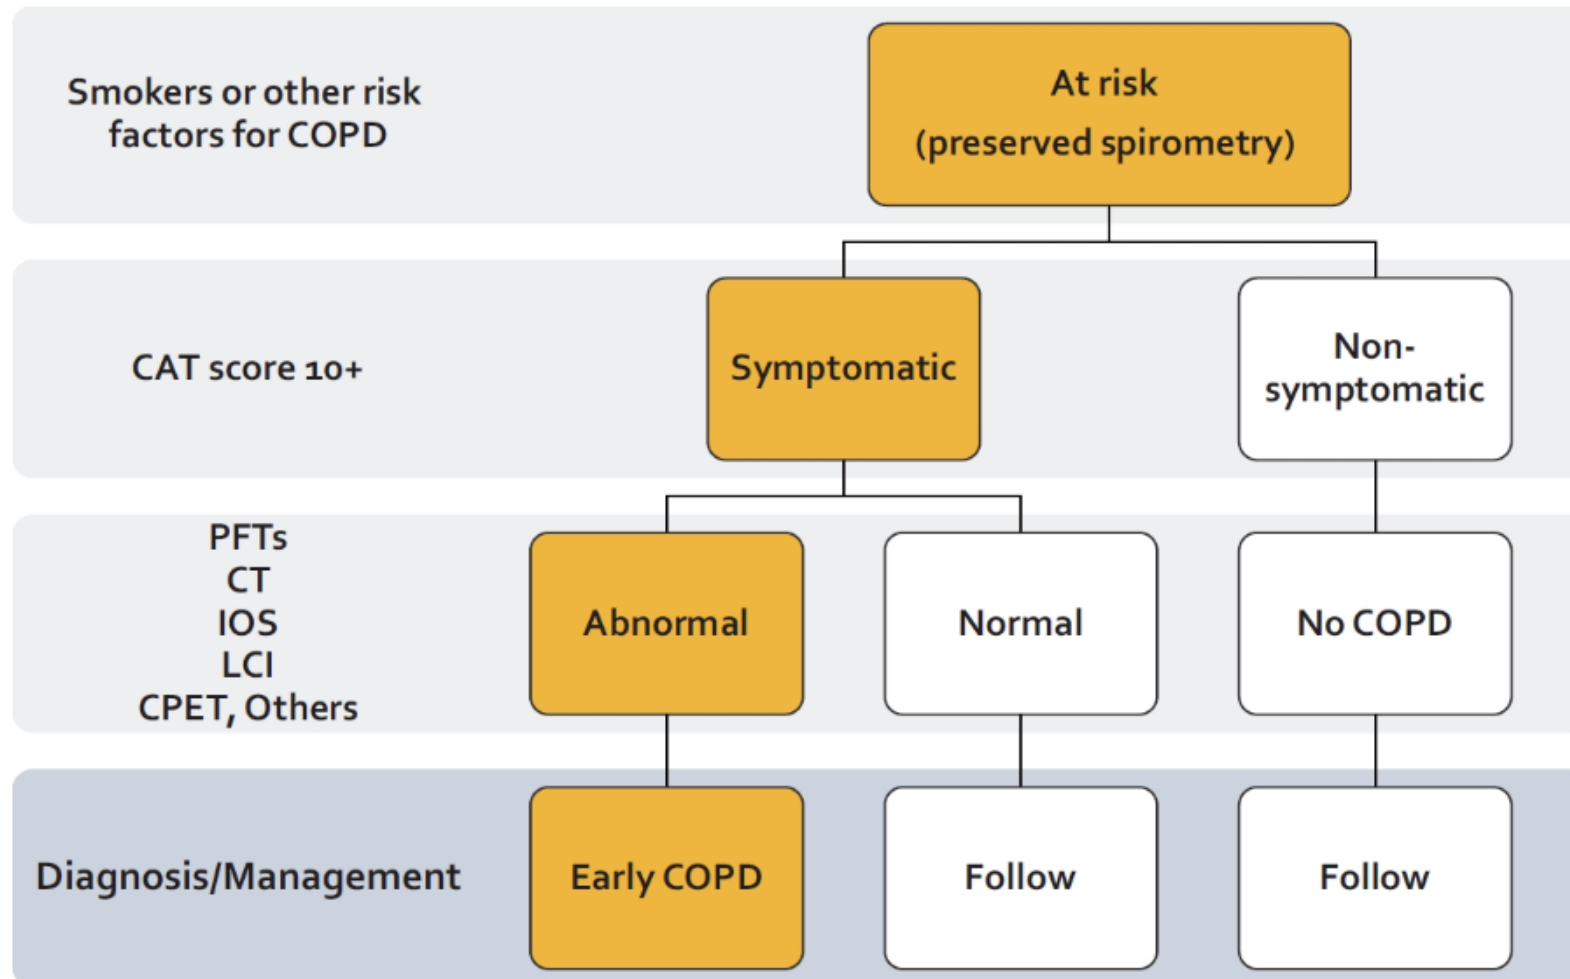 Smokers or other risk
factors for COPD
At risk
(preserved spirometry)
CAT score 10+
Symptomatic
Non-
symptomatic
PFTs
CT
IOS
LCI
CPET, Others
Abnormal
Normal
No COPD
Diagnosis/Management
Early COPD
Follow
Follow